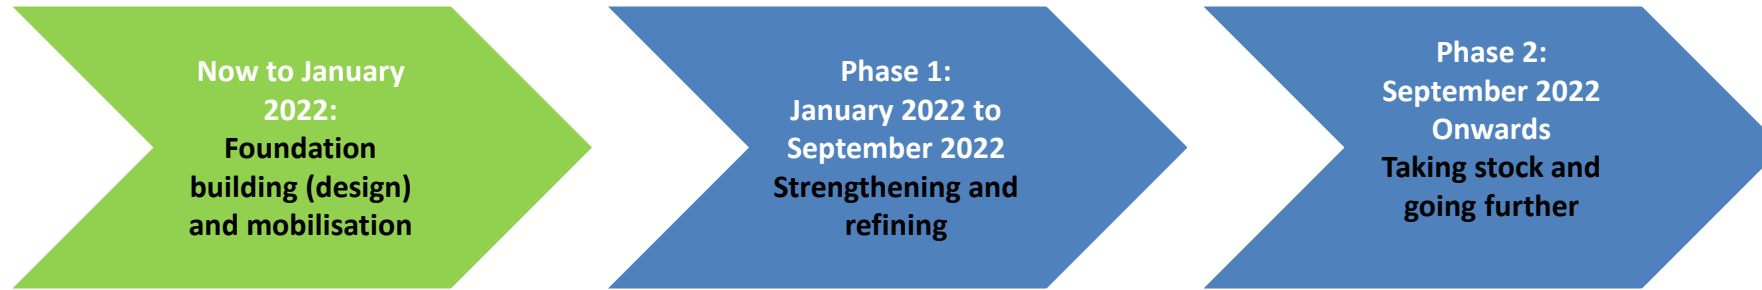 Now to January
2022:
Foundation
building (design)
and mobilisation
Phase 1:
January 2022 to
September 2022
Strengthening and
refining
Phase 2:
September 2022
Onwards
Taking stock and
going further